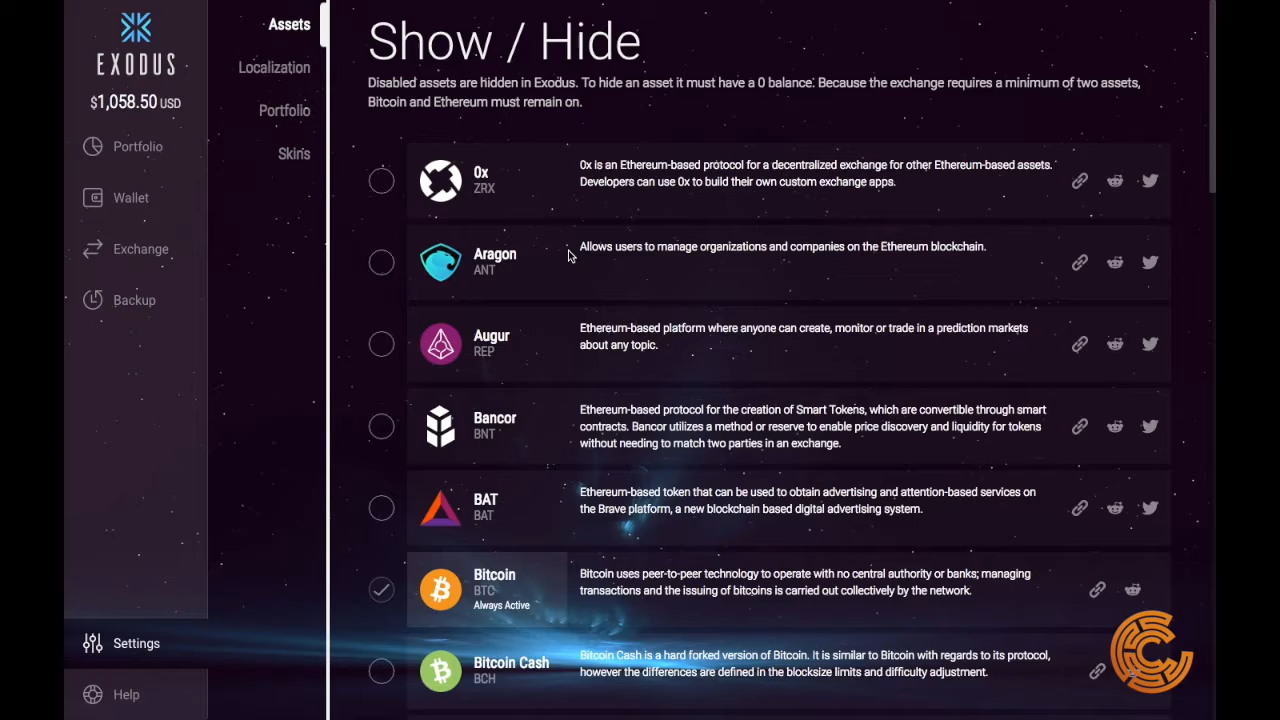 EXODUS
$1,058.50 USD
Portfolio
Wallet
Exchange
Backup
Settings
Help
Assets
Localization
Portfolio
Skins
Show / Hide
Disabled assets are hidden in Exodus. To hide an asset it must have a 0 balance. Because the exchange requires a minimum of two assets,
Bitcoin and Ethereum must remain on.
0x
ZRX
0x is an Ethereum-based protocol for a decentralized exchange for other Ethereum-based assets.
Developers can use 0x to build their own custom exchange apps.
Aragon
ANT
Allows users to manage organizations and companies on the Ethereum blockchain.
Augur
REP
Ethereum-based platform where anyone can create, monitor or trade in a prediction markets
about any topic.
Bancor
BNT
Ethereum-based protocol for the creation of Smart Tokens, which are convertible through smart
contracts. Bancor utilizes a method or reserve to enable price discovery and liquidity for tokens
without needing to match two parties in an exchange.
BAT
BAT
Ethereum-based token that can be used to obtain advertising and attention-based services on
the Brave platform, a new blockchain based digital advertising system.
Bitcoin
BTC
Always Active
Bitcoin uses peer-to-peer technology to operate with no central authority or banks; managing
transactions and the issuing of bitcoins is carried out collectively by the network.
Bitcoin Cash
BCH
Bitcoin Cash is a hard forked version of Bitcoin. It is similar to Bitcoin with regards to its protocol,
however the differences are defined in the blocksize limits and difficulty adjustment.